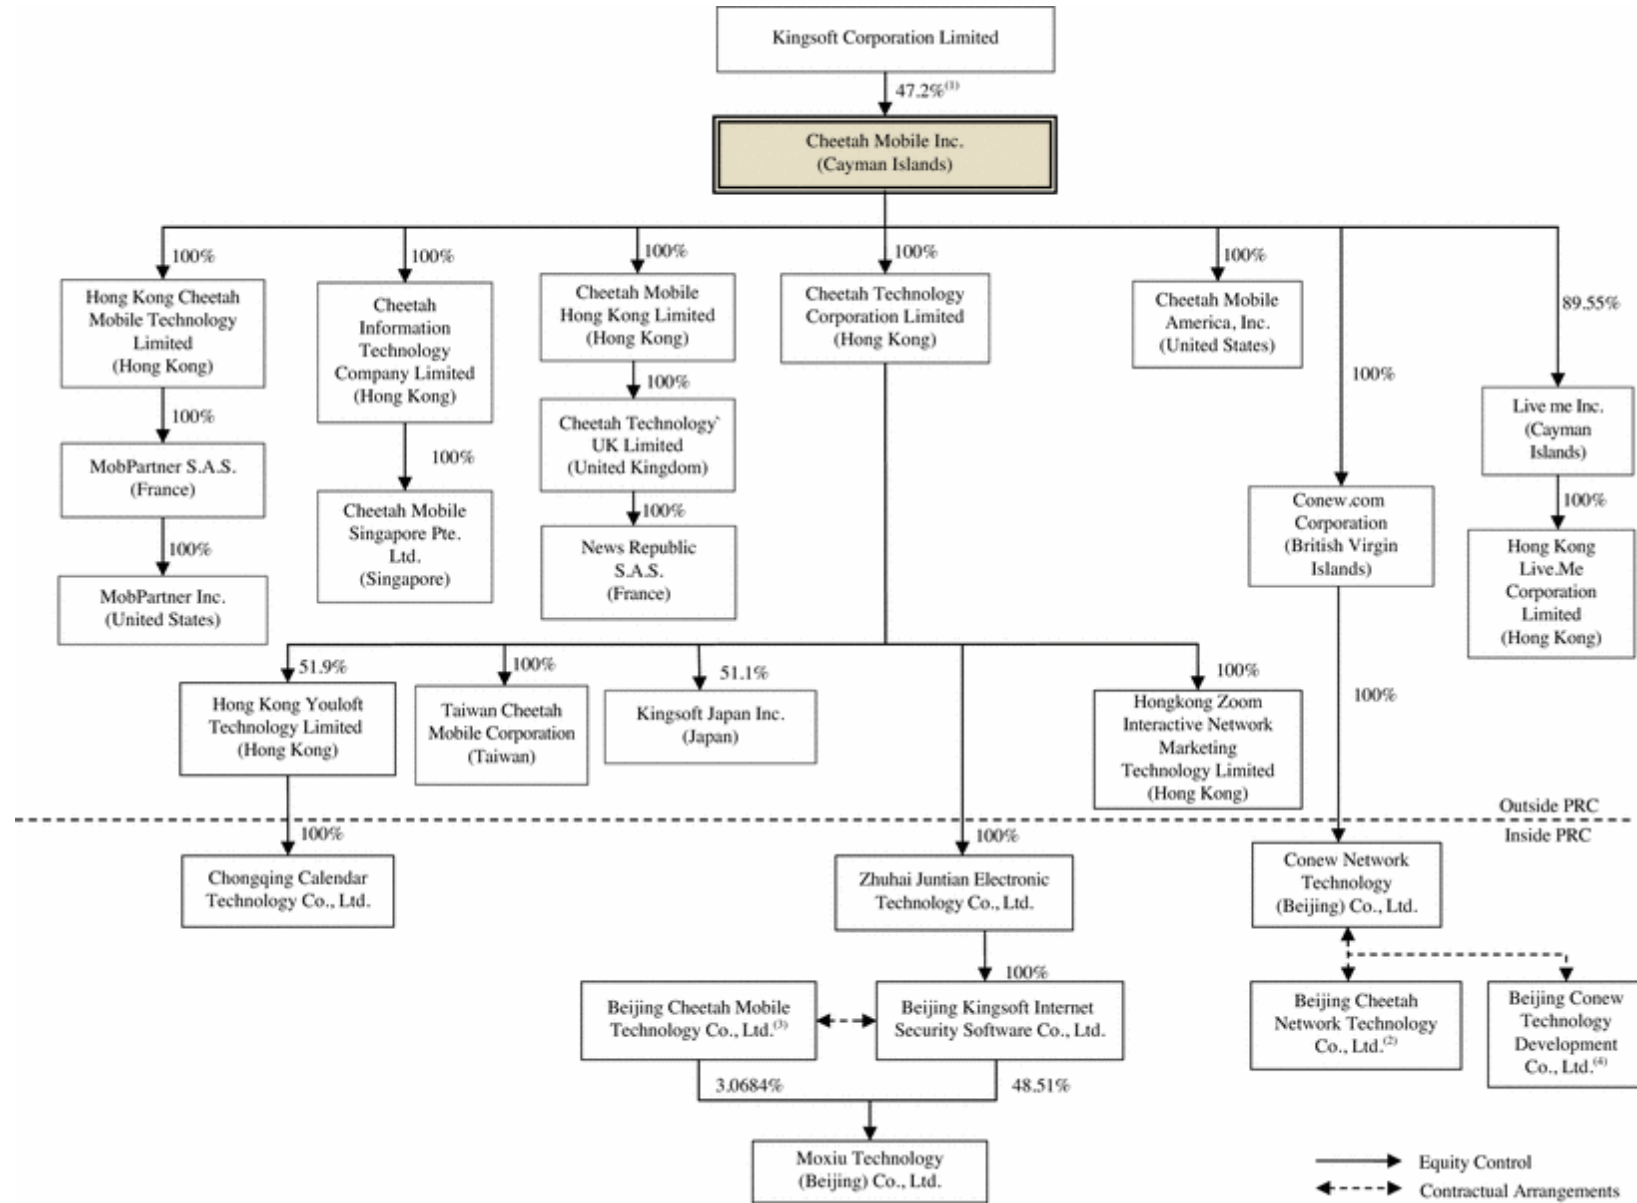 Kingsoft Corporation Limited
47.2%(1)
Cheetah Mobile Inc.
(Cayman Islands)
100%
100%
100%
100%
100%
100%
89.55%
Hong Kong Cheetah
Mobile Technology
Limited
(Hong Kong)
Cheetah
Information
Technology
Company Limited
(Hong Kong)
Cheetah Mobile
Hong Kong Limited
(Hong Kong)
Cheetah Technology
Corporation Limited
(Hong Kong)
Cheetah Mobile
America, Inc.
(United States)
Live me Inc.
(Cayman
Islands)
100%
100%
100%
100%
MobPartner S.A.S.
(France)
Cheetah Technology`
UK Limited
(United Kingdom)
Cheetah Mobile
Singapore Pte.
Ltd.
(Singapore)
Conew.com
Corporation
(British Virgin
Islands)
100%
100%
MobPartner Inc.
(United States)
News Republic
S.A.S.
(France)
Hong Kong
Live.Me
Corporation
Limited
(Hong Kong)
51.9%
100%
51.1%
100%
100%
Hong Kong Youloft
Technology Limited
(Hong Kong)
Taiwan Cheetah
Mobile Corporation
(Taiwan)
Kingsoft Japan Inc.
(Japan)
Hongkong Zoom
Interactive Network
Marketing
Technology Limited
(Hong Kong)
Outside PRC
Inside PRC
100%
100%
Chongqing Calendar
Technology Co., Ltd.
Zhuhai Juntian Electronic
Technology Co., Ltd.
Conew Network
Technology
(Beijing) Co., Ltd.
100%
Beijing Cheetah Mobile
Technology Co., Ltd.(3)
Beijing Kingsoft Internet
Security Software Co., Ltd.
Beijing Cheetah
Network Technology
Co., Ltd.(2)
Beijing Conew
Technology
Development
Co., Ltd.(4)
3.0684%
48.51%
Moxiu Technology
(Beijing) Co., Ltd.
Equity Control
Contractual Arrangements